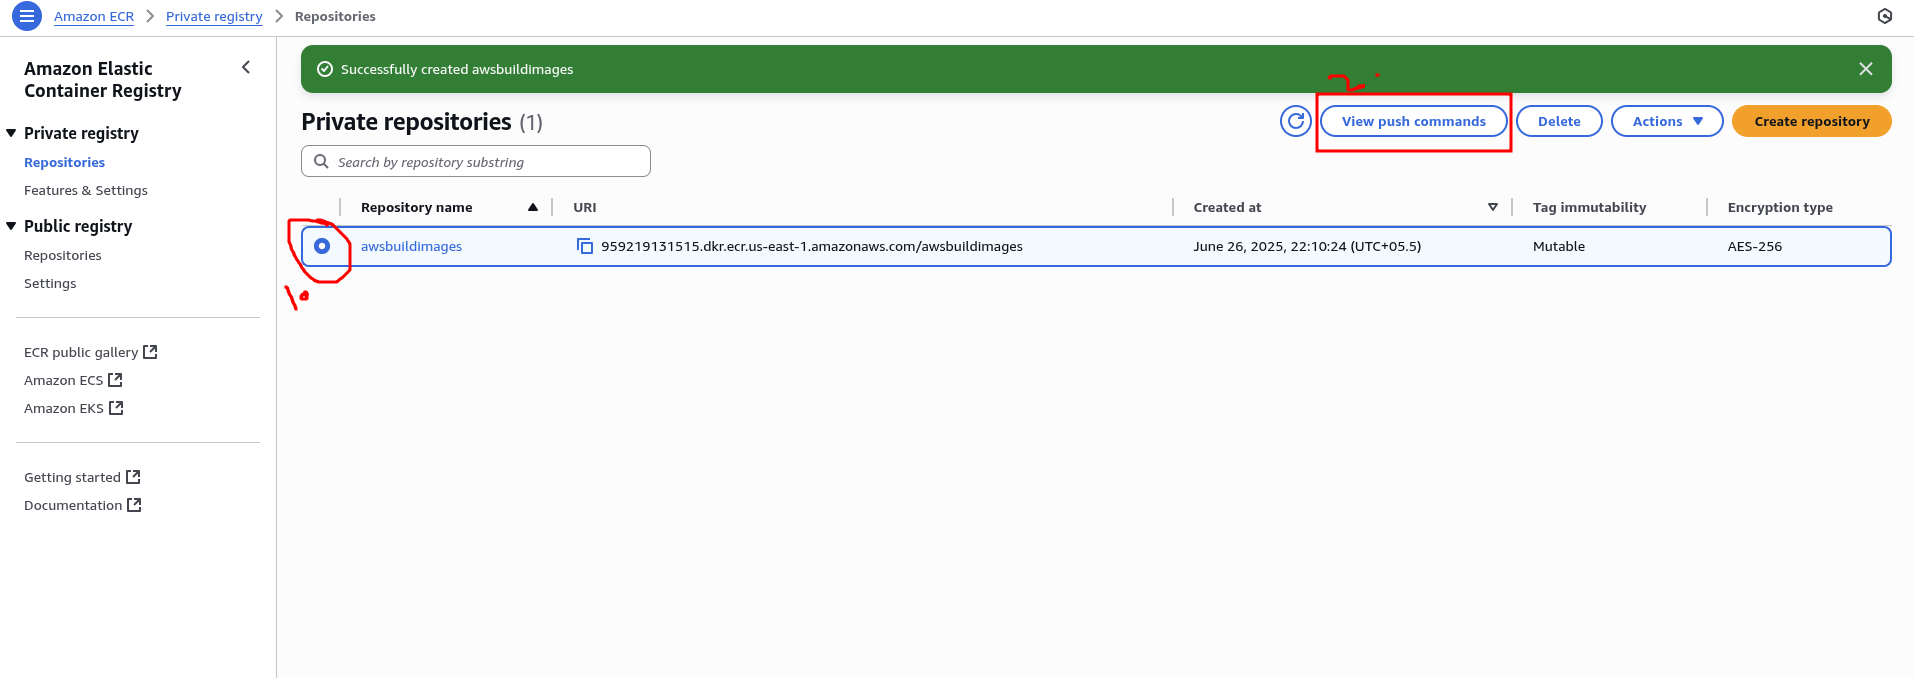 Amazon ECR > Private registry > Repositories
Amazon Elastic
Container Registry
Private registry
Repositories
Features & Settings
Public registry
Repositories
Settings
ECR public gallery
Amazon ECS
Amazon EKS
Getting started
Documentation
Successfully created awsbuildimages
2.
Private repositories (1)
View push commands
Delete
Actions
Create repository
Search by repository substring
Repository name
URI
Created at
Tag immutability
Encryption type
awsbuildimages
959219131515.dkr.ecr.us-east-1.amazonaws.com/awsbuildimages
June 26, 2025, 22:10:24 (UTC+05.5)
Mutable
AES-256
1.